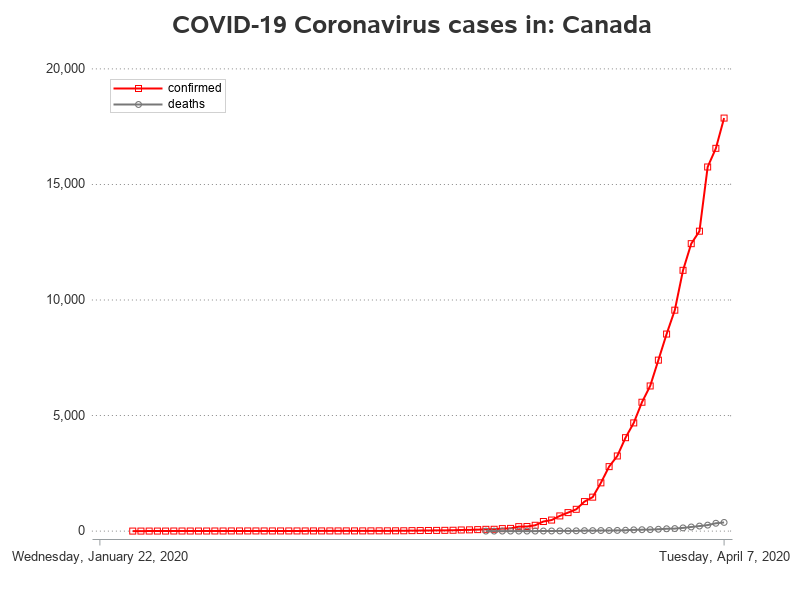 COVID-19 Coronavirus cases in: Canada
20,000
confirmed
deaths
15,000
10,000
5,000
0
Wednesday, January 22, 2020
Tuesday, April 7, 2020